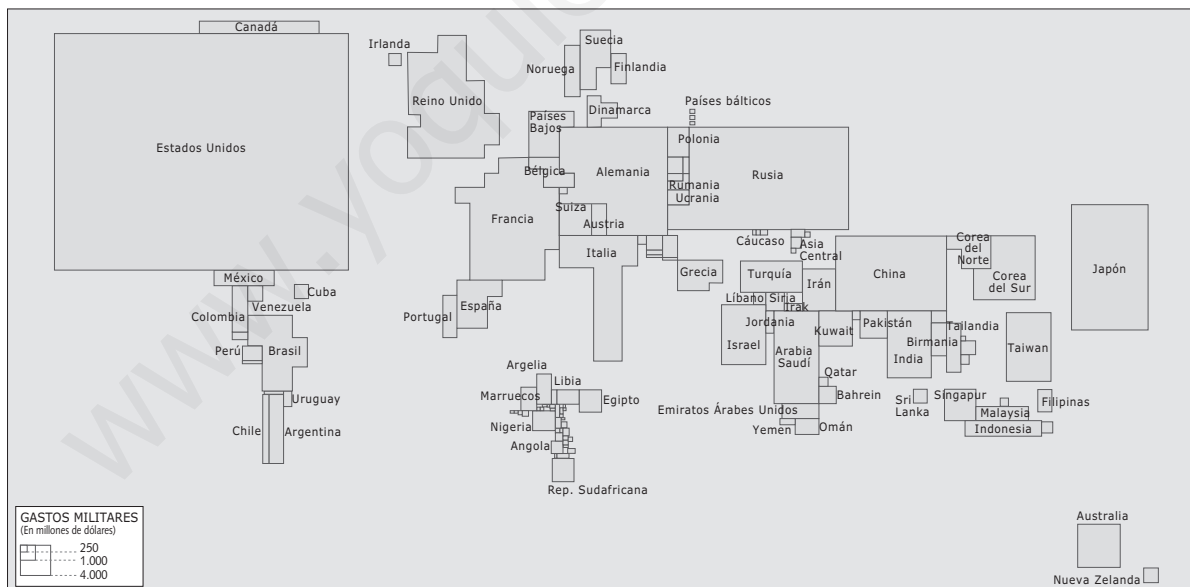 Canadá
Irlanda
Suecia
Noruega
Finlandia
Reino Unido
Países bálticos
Dinamarca
Países
Bajos
Polonia
Estados Unidos
Bélgica
Alemania
Rusia
Rumania
Ucrania
Suiza
Francia
Austria
Cáucaso
Asia
Central
Italia
Grecia
Turquía
Irán
China
Corea
del
Norte
Corea
del Sur
Japón
México
Cuba
Venezuela
Colombia
España
Portugal
Líbano
Siria
Irak
Jordania
Kuwait
Pakistán
Tailandia
Birmania
Taiwan
Perú
Brasil
Israel
Arabia
Saudí
India
Argelia
Libia
Qatar
Marruecos
Egipto
Bahrein
Sri
Lanka
Singapur
Filipinas
Uruguay
Emiratos Árabes Unidos
Malaysia
Nigeria
Yemen
Omán
Indonesia
Chile
Argentina
Angola
Rep. Sudafricana
GASTOS MILITARES
(En millones de dólares)
250
1.000
4.000
Australia
Nueva Zelanda